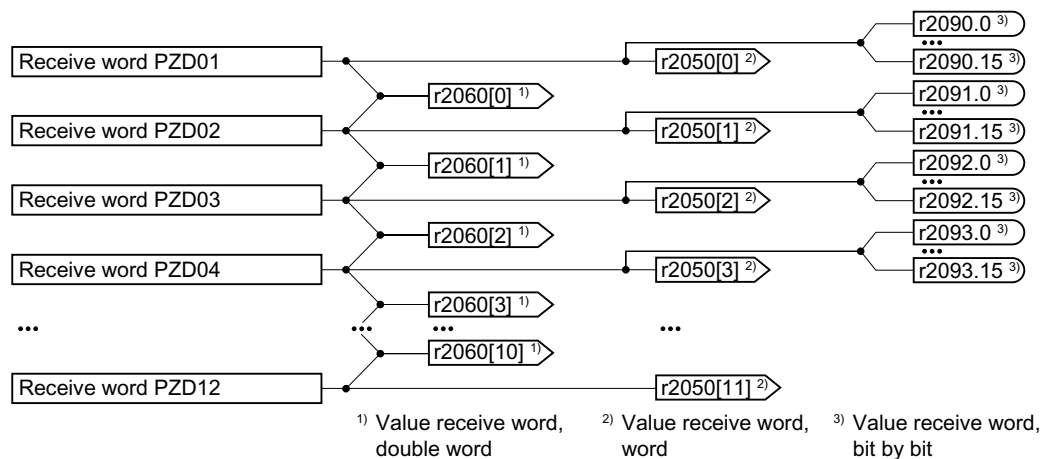 r2090.0 3)
...
Receive word PZD01
r2050[0] 2)
r2090.15 3)
r2060[0] 1)
r2091.0 3)
...
Receive word PZD02
r2050[1] 2)
r2091.15 3)
r2060[1] 1)
r2092.0 3)
...
Receive word PZD03
r2050[2] 2)
r2092.15 3)
r2060[2] 1)
r2093.0 3)
...
Receive word PZD04
r2050[3] 2)
r2093.15 3)
r2060[3] 1)
... ... ... ...
r2060[10] 1)
Receive word PZD12
r2050[11] 2)
1) Value receive word,
double word
2) Value receive word,
word
3) Value receive word,
bit by bit